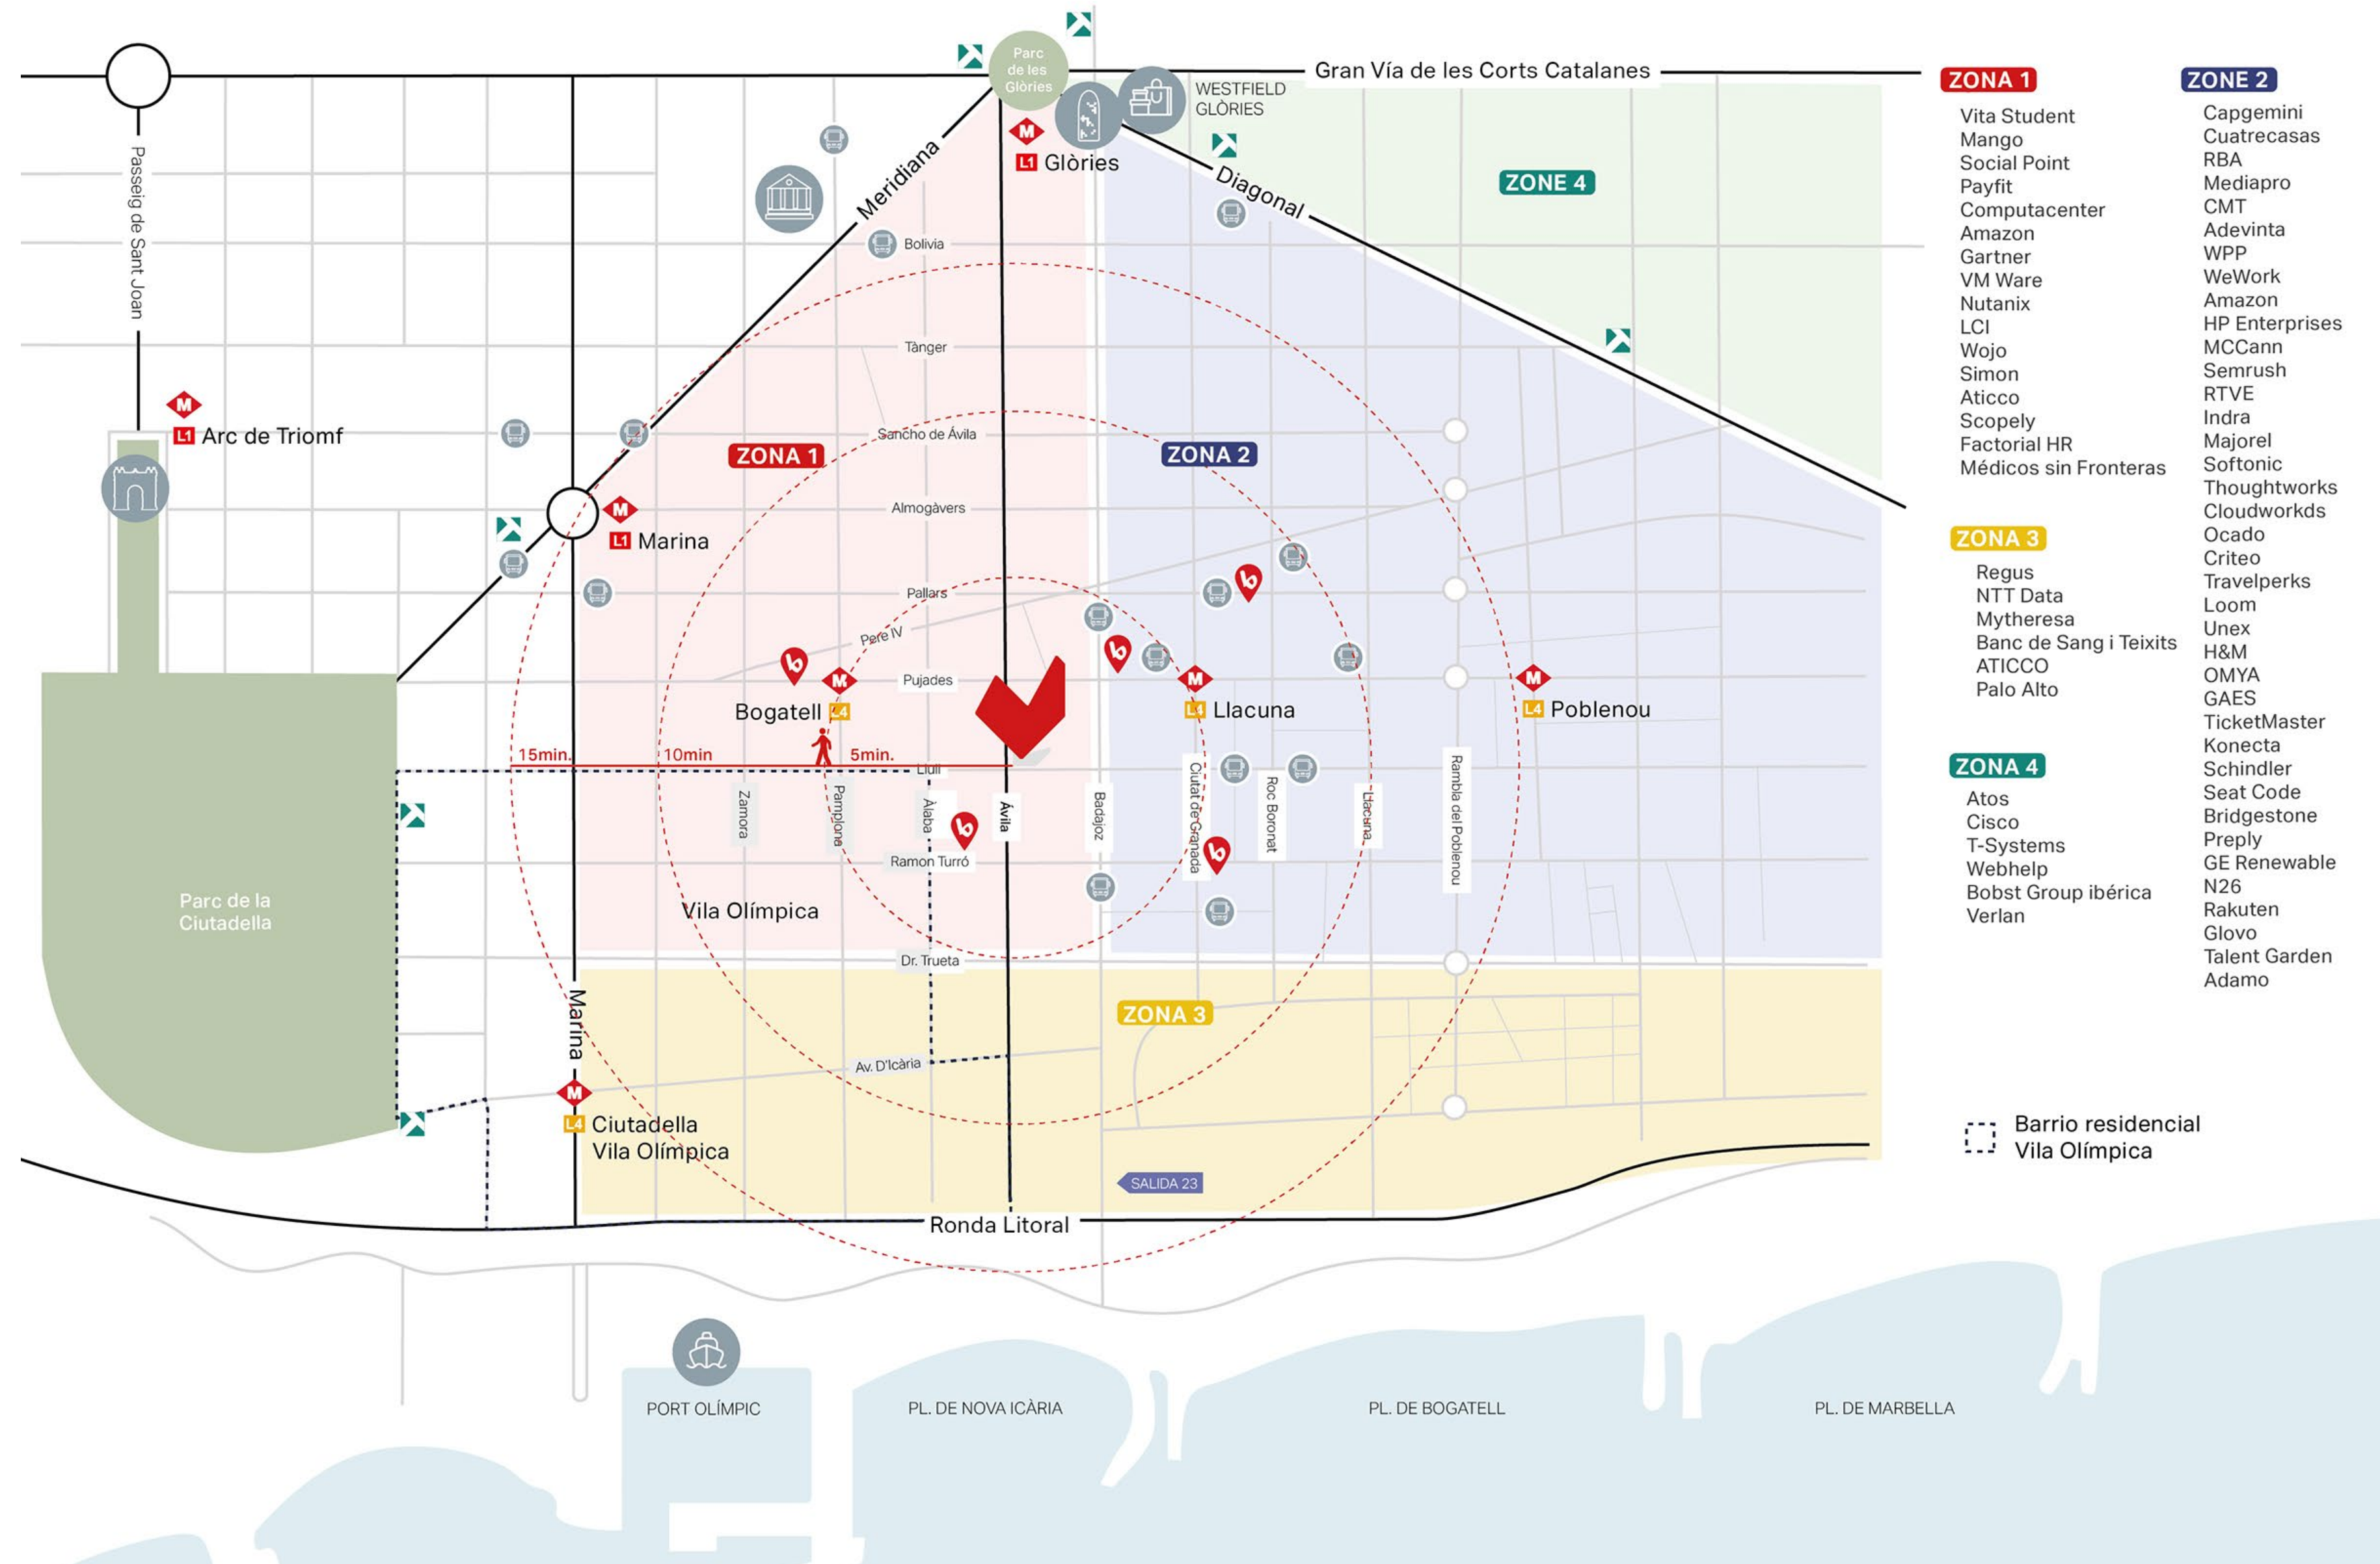 Parc
de les
Glòries
Gran Vía de les Corts Catalanes
WESTFIELD
GLÒRIES
M
L1 Glòries
Meridiana
Diagonal
ZONE 4
Passeig de Sant Joan
Bolivia
Tànger
M
L1 Arc de Triomf
Sancho de Ávila
ZONA 1
ZONA 2
Almogàvers
M
L1 Marina
Pallars
Pere IV
b
b
b
M
Pujades
M
M
Bogatell L4
L4 Llacuna
L4 Poblenou
15min.
10min
5min.
Llull
Zamora
Pamplona
Àlaba
Ávila
Badajoz
Ciutat de Granada
Roc Boronat
Llacuna
Rambla del Poblenou
b
b
Ramon Turró
Parc de la
Ciutadella
Vila Olímpica
Dr. Trueta
Marina
ZONA 3
Av. D'Icària
M
L4 Ciutadella
Vila Olímpica
SALIDA 23
Ronda Litoral
PORT OLÍMPIC
PL. DE NOVA ICÀRIA
PL. DE BOGATELL
PL. DE MARBELLA
ZONA 1
Vita Student
Mango
Social Point
Payfit
Computacenter
Amazon
Gartner
VM Ware
Nutanix
LCI
Wojo
Simon
Aticco
Scopely
Factorial HR
Médicos sin Fronteras
ZONA 3
Regus
NTT Data
Mytheresa
Banc de Sang i Teixits
ATICCO
Palo Alto
ZONA 4
Atos
Cisco
T-Systems
Webhelp
Bobst Group ibérica
Verlan
ZONE 2
Capgemini
Cuatrecasas
RBA
Mediapro
CMT
Adevinta
WPP
WeWork
Amazon
HP Enterprises
MCCann
Semrush
RTVE
Indra
Majorel
Softonic
Thoughtworks
Cloudworkds
Ocado
Criteo
Travelperks
Loom
Unex
H&M
OMYA
GAES
TicketMaster
Konecta
Schindler
Seat Code
Bridgestone
Preply
GE Renewable
N26
Rakuten
Glovo
Talent Garden
Adamo
Barrio residencial
Vila Olímpica